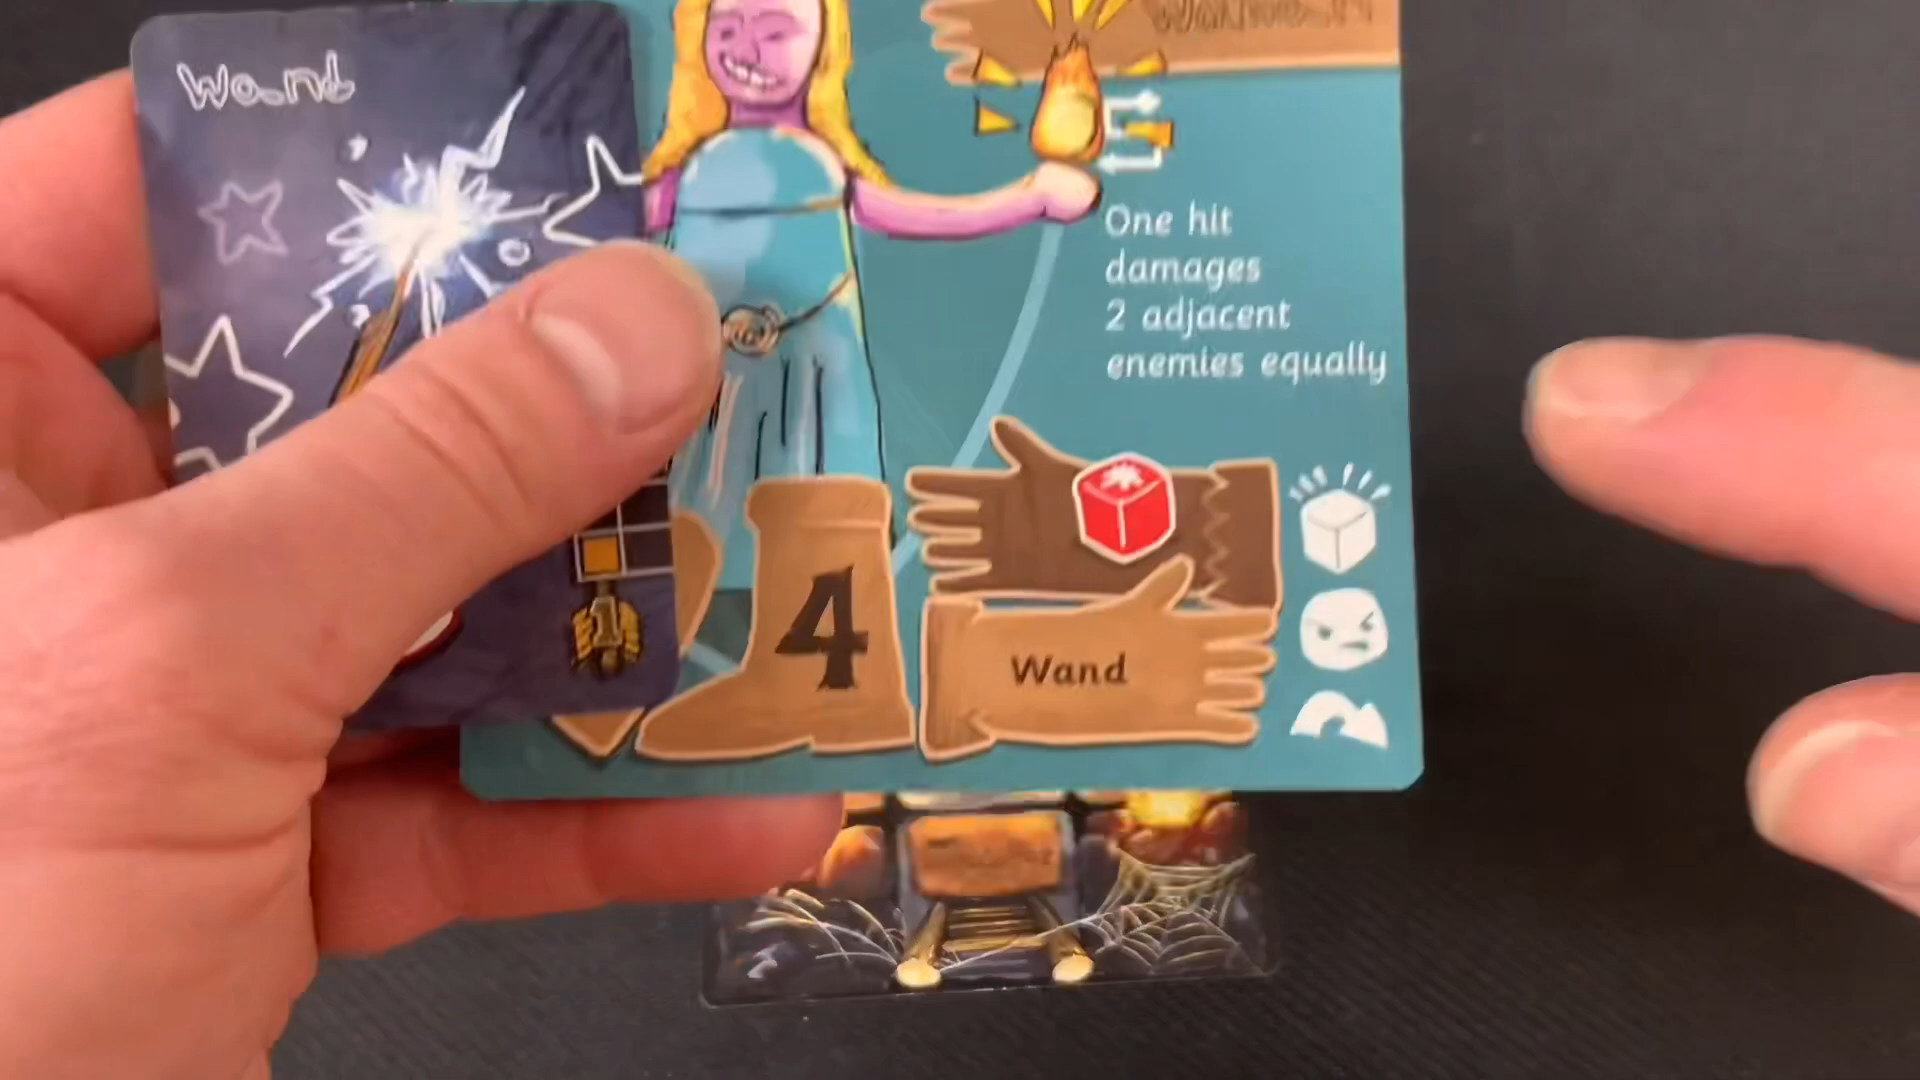 Wand
One hit
damages
2 adjacent
enemies equally
4
Wand
1